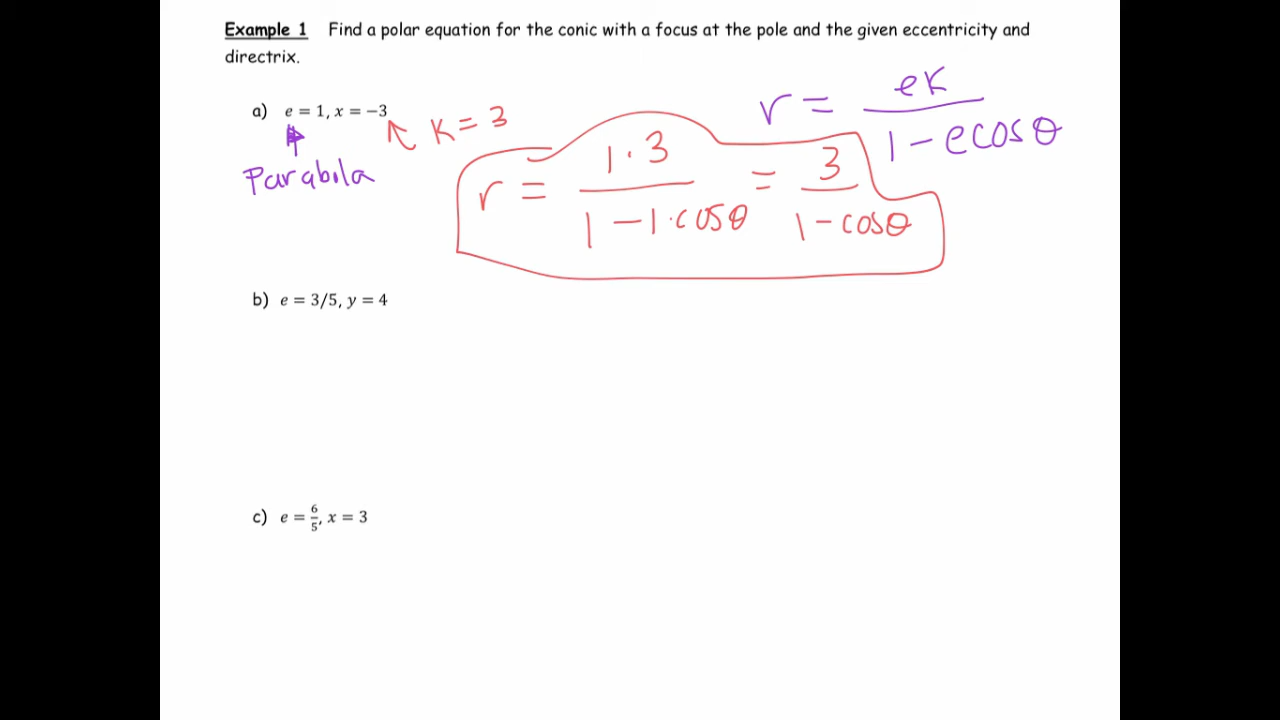 Example 1 Find a polar equation for the conic with a focus at the pole and the given eccentricity and
directrix.
a) e = 1, x = −3
K = 3
r = eK / (1 − e cos θ)
Parabola
r = 1·3 / (1 − 1·cos θ) = 3 / (1 − cos θ)
b) e = 3/5, y = 4
c) e = 6/5, x = 3